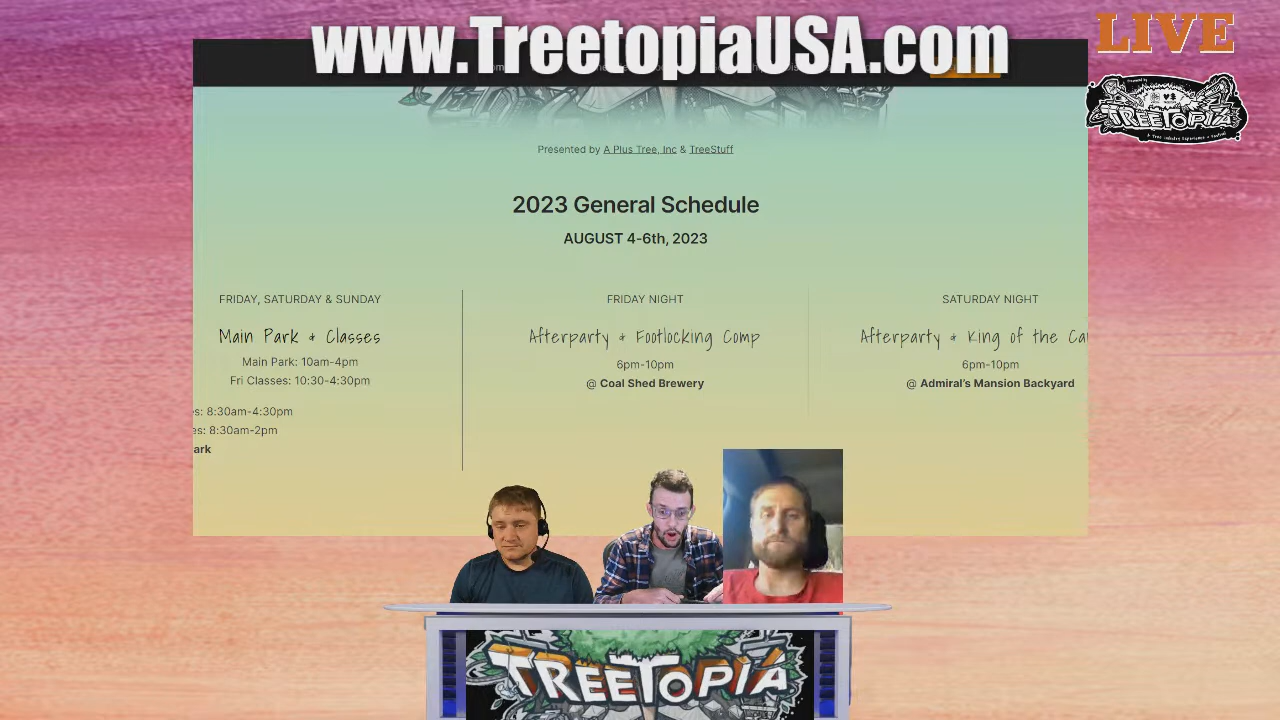 www.TreetopiaUSA.com
LIVE
TREETOPIA
Presented by A Plus Tree, Inc & TreeStuff
2023 General Schedule
AUGUST 4-6th, 2023
FRIDAY, SATURDAY & SUNDAY
Main Park & Classes
Main Park: 10am-4pm
Fri Classes: 10:30-4:30pm
es: 8:30am-4:30pm
es: 8:30am-2pm
ark
FRIDAY NIGHT
Afterparty & Footlocking Comp
6pm-10pm
@ Coal Shed Brewery
SATURDAY NIGHT
Afterparty & King of the Ca
6pm-10pm
@ Admiral's Mansion Backyard
TREETOPIA